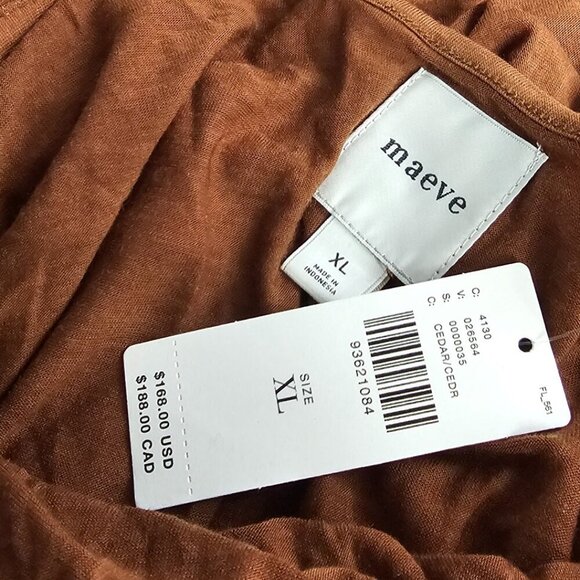 maeve
XL
MADE IN
INDONESIA
C: 4130
V: 026564
S: 0000035
C: CEDAR/CEDR
FL_561
93621084
SIZE
XL
$168.00 USD
$188.00 CAD